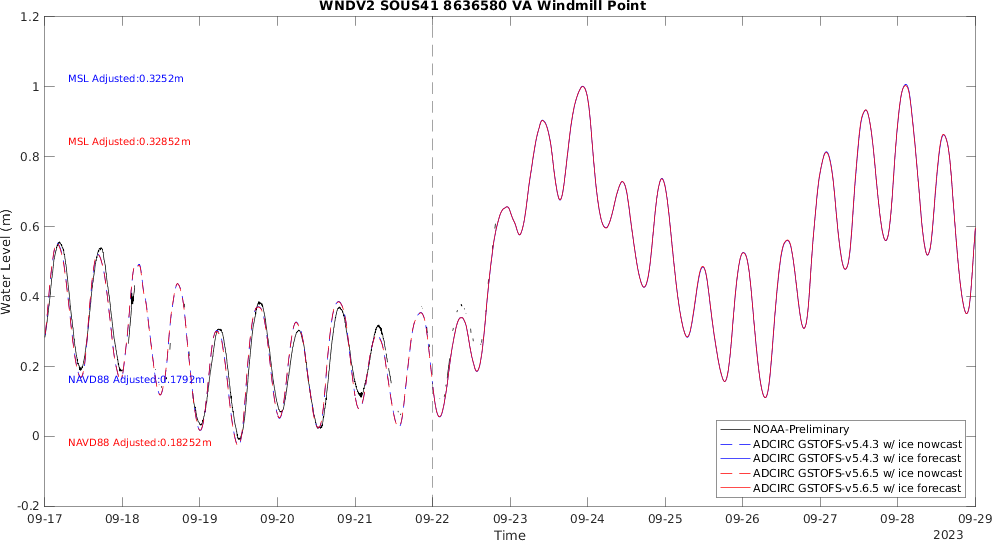 WNDV2 SOUS41 8636580 VA Windmill Point
1.2
1
0.8
0.6
0.4
0.2
0
-0.2
Water Level (m)
MSL Adjusted:0.3252m
MSL Adjusted:0.32852m
NAVD88 Adjusted:0.1792m
NAVD88 Adjusted:0.18252m
NOAA-Preliminary
ADCIRC GSTOFS-v5.4.3 w/ ice nowcast
ADCIRC GSTOFS-v5.4.3 w/ ice forecast
ADCIRC GSTOFS-v5.6.5 w/ ice nowcast
ADCIRC GSTOFS-v5.6.5 w/ ice forecast
09-17 09-18 09-19 09-20 09-21 09-22 09-23 09-24 09-25 09-26 09-27 09-28 09-29
Time
2023